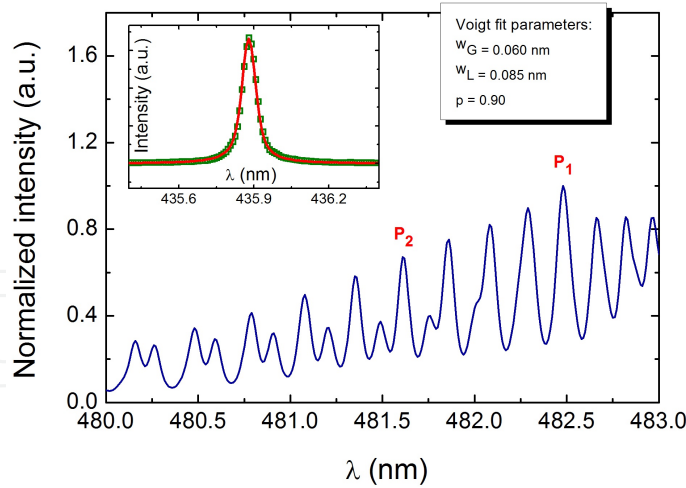 Voigt fit parameters:
wG = 0.060 nm
wL = 0.085 nm
p = 0.90
Intensity (a.u.)
λ (nm)
435.6 435.9 436.2
Normalized intensity (a.u.)
1.6
1.2
0.8
0.4
0.0
P1
P2
480.0 480.5 481.0 481.5 482.0 482.5 483.0
λ (nm)